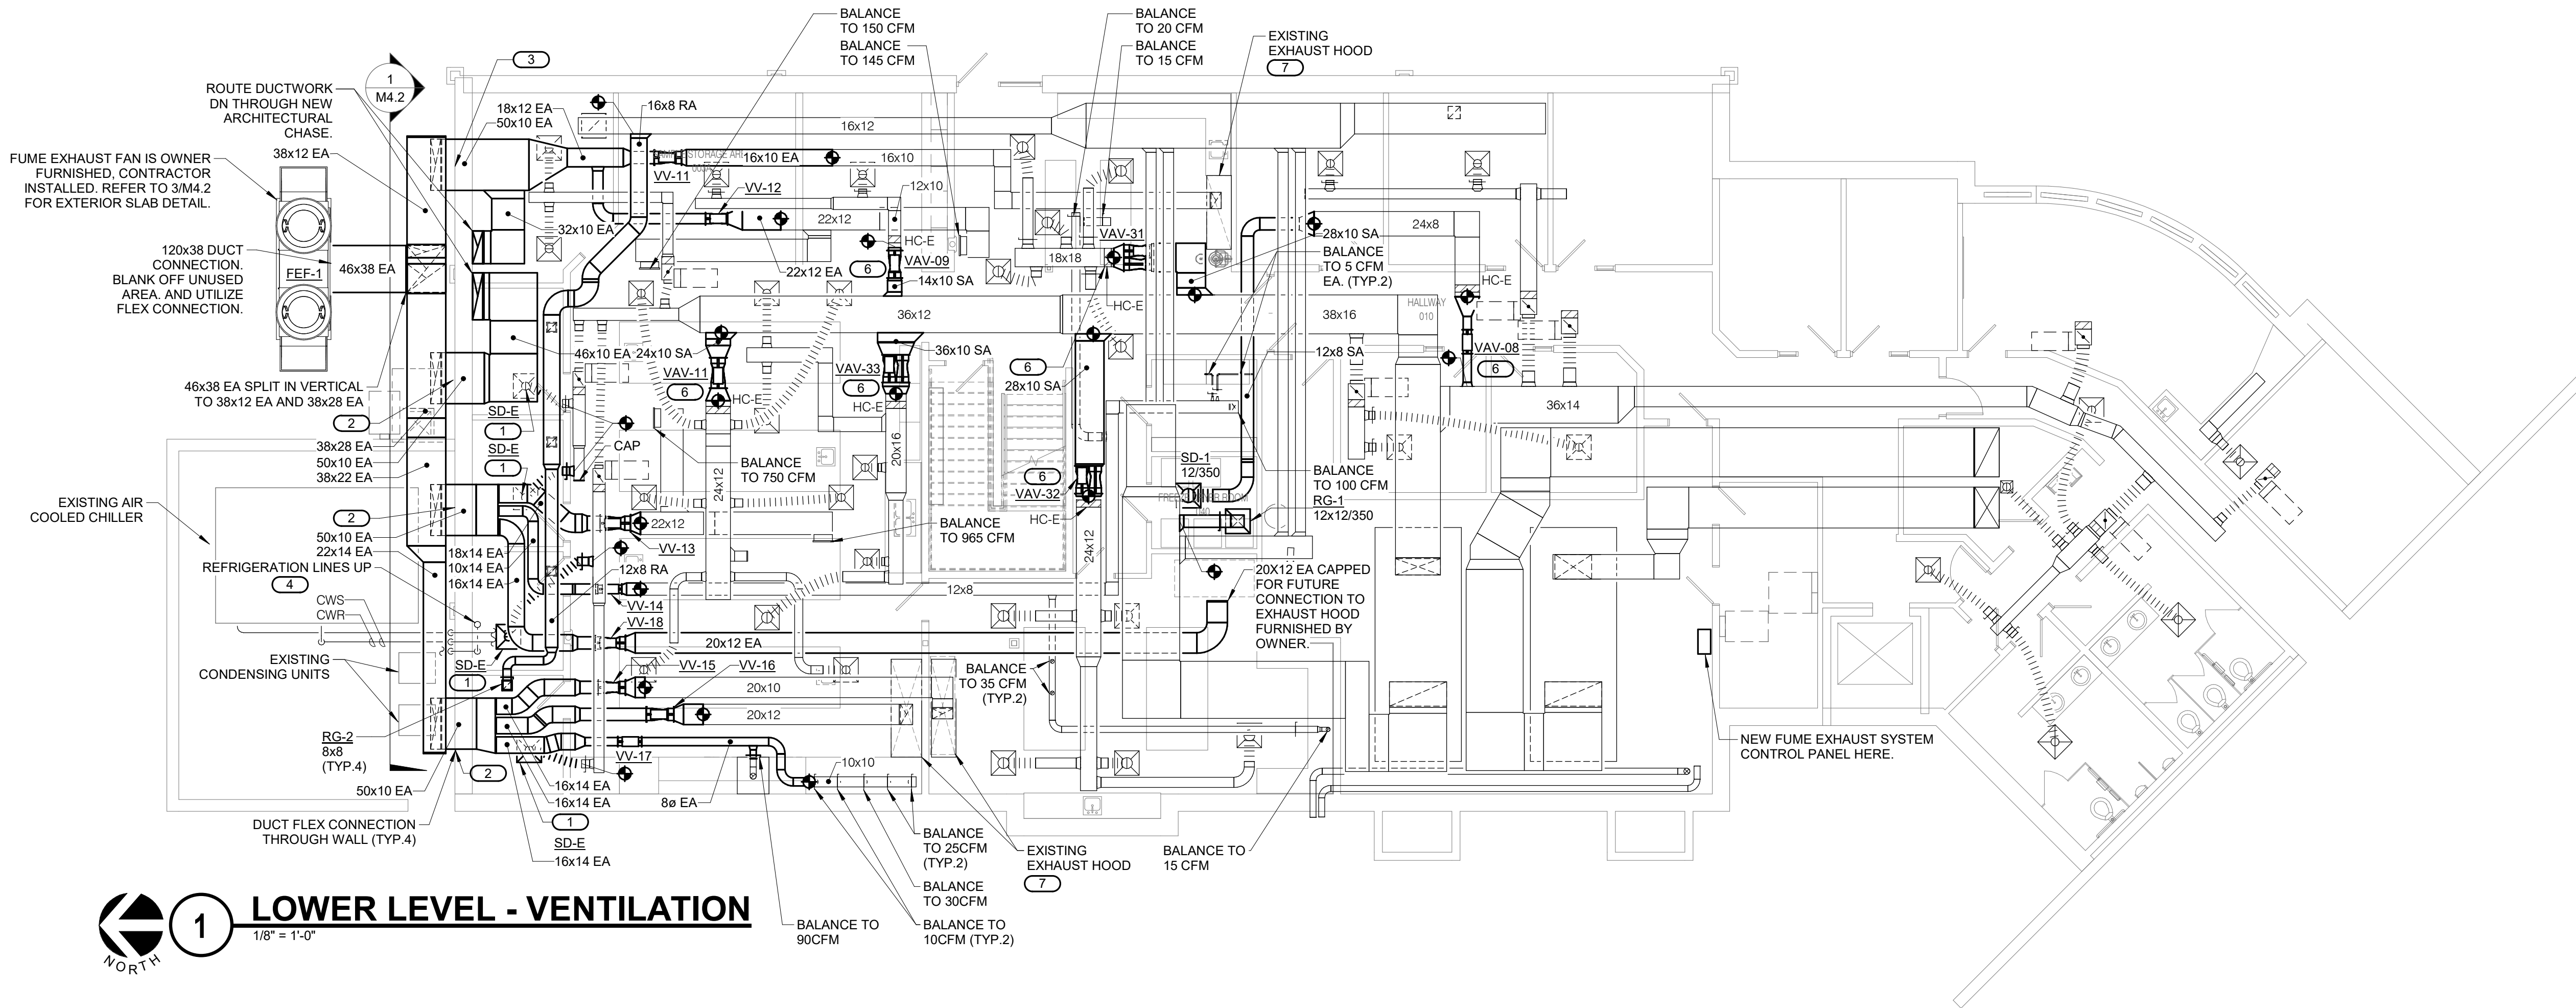 BALANCE
TO 150 CFM
BALANCE
TO 145 CFM
BALANCE
TO 20 CFM
BALANCE
TO 15 CFM
EXISTING
EXHAUST HOOD
7
3
1
M4.2
ROUTE DUCTWORK
DN THROUGH NEW
ARCHITECTURAL
CHASE.
18x12 EA
50x10 EA
16x8 RA
16x12
38x12 EA
FUME EXHAUST FAN IS OWNER
FURNISHED, CONTRACTOR
INSTALLED. REFER TO 3/M4.2
FOR EXTERIOR SLAB DETAIL.
16x10 EA
16x10
VV-11
VV-12
12x10
22x12
32x10 EA
HC-E
VAV-09
6
22x12 EA
14x10 SA
VAV-31
18x18
HC-E
28x10 SA
BALANCE
TO 5 CFM
EA. (TYP.2)
24x8
HC-E
120x38 DUCT
CONNECTION.
BLANK OFF UNUSED
AREA. AND UTILIZE
FLEX CONNECTION.
FEF-1
46x38 EA
36x12
38x16
HALLWAY
010
46x10 EA
24x10 SA
36x10 SA
VAV-11
6
HC-E
VAV-33
6
HC-E
6
28x10 SA
12x8 SA
VAV-08
6
36x14
46x38 EA SPLIT IN VERTICAL
TO 38x12 EA AND 38x28 EA
2
SD-E
1
SD-E
1
CAP
38x28 EA
50x10 EA
38x22 EA
BALANCE
TO 750 CFM
24x12
20x16
6
VAV-32
HC-E
24x12
SD-1
12/350
BALANCE
TO 100 CFM
RG-1
12x12/350
EXISTING AIR
COOLED CHILLER
2
50x10 EA
22x14 EA
REFRIGERATION LINES UP
4
CWS
CWR
18x14 EA
10x14 EA
16x14 EA
22x12
VV-13
12x8 RA
BALANCE
TO 965 CFM
VV-14
VV-18
12x8
20x12 EA
20X12 EA CAPPED
FOR FUTURE
CONNECTION TO
EXHAUST HOOD
FURNISHED BY
OWNER.
EXISTING
CONDENSING UNITS
SD-E
1
VV-15
VV-16
20x10
20x12
BALANCE
TO 35 CFM
(TYP.2)
RG-2
8x8
(TYP.4)
2
50x10 EA
VV-17
16x14 EA
16x14 EA
1
SD-E
16x14 EA
8ø EA
10x10
NEW FUME EXHAUST SYSTEM
CONTROL PANEL HERE.
DUCT FLEX CONNECTION
THROUGH WALL (TYP.4)
BALANCE
TO 25CFM
(TYP.2)
BALANCE
TO 30CFM
BALANCE TO
10CFM (TYP.2)
BALANCE TO
90CFM
EXISTING
EXHAUST HOOD
7
BALANCE TO
15 CFM
NORTH
1
LOWER LEVEL - VENTILATION
1/8" = 1'-0"